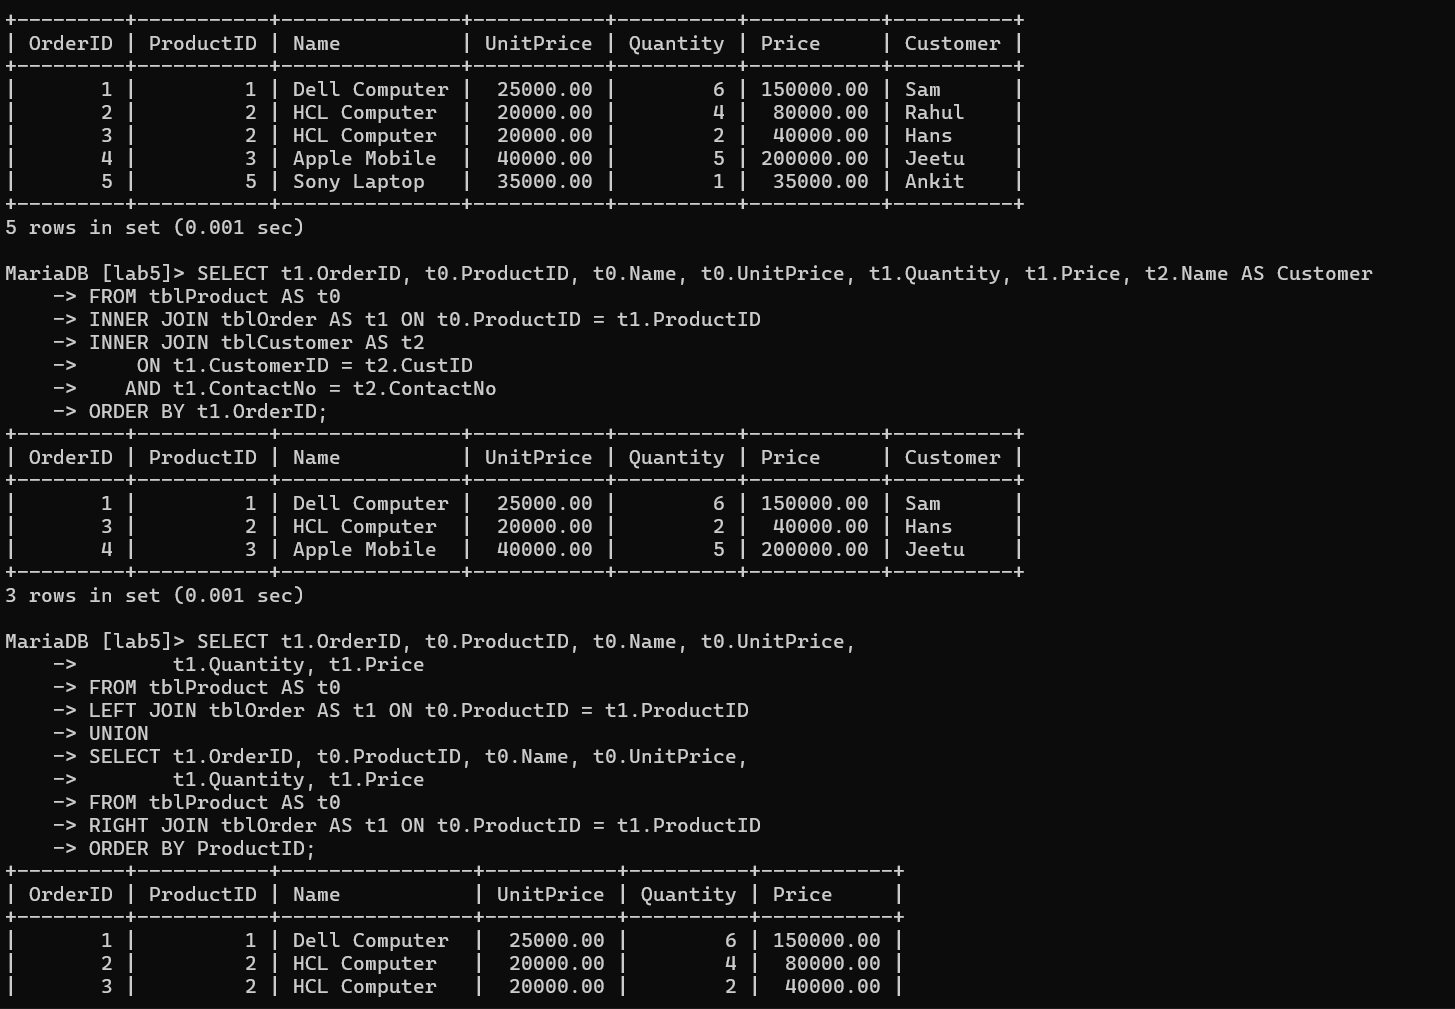 +---------+-----------+---------------+-----------+----------+-----------+----------+
| OrderID | ProductID | Name          | UnitPrice | Quantity | Price     | Customer |
+---------+-----------+---------------+-----------+----------+-----------+----------+
|       1 |         1 | Dell Computer |  25000.00 |        6 | 150000.00 | Sam      |
|       2 |         2 | HCL Computer  |  20000.00 |        4 |  80000.00 | Rahul    |
|       3 |         2 | HCL Computer  |  20000.00 |        2 |  40000.00 | Hans     |
|       4 |         3 | Apple Mobile  |  40000.00 |        5 | 200000.00 | Jeetu    |
|       5 |         5 | Sony Laptop   |  35000.00 |        1 |  35000.00 | Ankit    |
+---------+-----------+---------------+-----------+----------+-----------+----------+
5 rows in set (0.001 sec)

MariaDB [lab5]> SELECT t1.OrderID, t0.ProductID, t0.Name, t0.UnitPrice, t1.Quantity, t1.Price, t2.Name AS Customer
    -> FROM tblProduct AS t0
    -> INNER JOIN tblOrder AS t1 ON t0.ProductID = t1.ProductID
    -> INNER JOIN tblCustomer AS t2
    ->     ON t1.CustomerID = t2.CustID
    ->    AND t1.ContactNo = t2.ContactNo
    -> ORDER BY t1.OrderID;
+---------+-----------+---------------+-----------+----------+-----------+----------+
| OrderID | ProductID | Name          | UnitPrice | Quantity | Price     | Customer |
+---------+-----------+---------------+-----------+----------+-----------+----------+
|       1 |         1 | Dell Computer |  25000.00 |        6 | 150000.00 | Sam      |
|       3 |         2 | HCL Computer  |  20000.00 |        2 |  40000.00 | Hans     |
|       4 |         3 | Apple Mobile  |  40000.00 |        5 | 200000.00 | Jeetu    |
+---------+-----------+---------------+-----------+----------+-----------+----------+
3 rows in set (0.001 sec)

MariaDB [lab5]> SELECT t1.OrderID, t0.ProductID, t0.Name, t0.UnitPrice,
    ->        t1.Quantity, t1.Price
    -> FROM tblProduct AS t0
    -> LEFT JOIN tblOrder AS t1 ON t0.ProductID = t1.ProductID
    -> UNION
    -> SELECT t1.OrderID, t0.ProductID, t0.Name, t0.UnitPrice,
    ->        t1.Quantity, t1.Price
    -> FROM tblProduct AS t0
    -> RIGHT JOIN tblOrder AS t1 ON t0.ProductID = t1.ProductID
    -> ORDER BY ProductID;
+---------+-----------+----------------+-----------+----------+-----------+
| OrderID | ProductID | Name           | UnitPrice | Quantity | Price     |
+---------+-----------+----------------+-----------+----------+-----------+
|       1 |         1 | Dell Computer  |  25000.00 |        6 | 150000.00 |
|       2 |         2 | HCL Computer   |  20000.00 |        4 |  80000.00 |
|       3 |         2 | HCL Computer   |  20000.00 |        2 |  40000.00 |